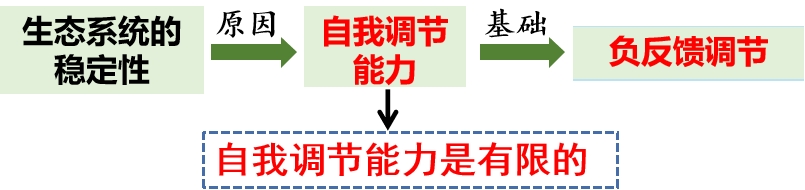 生态系统的
稳定性
原因
自我调节
能力
基础
负反馈调节
自我调节能力是有限的